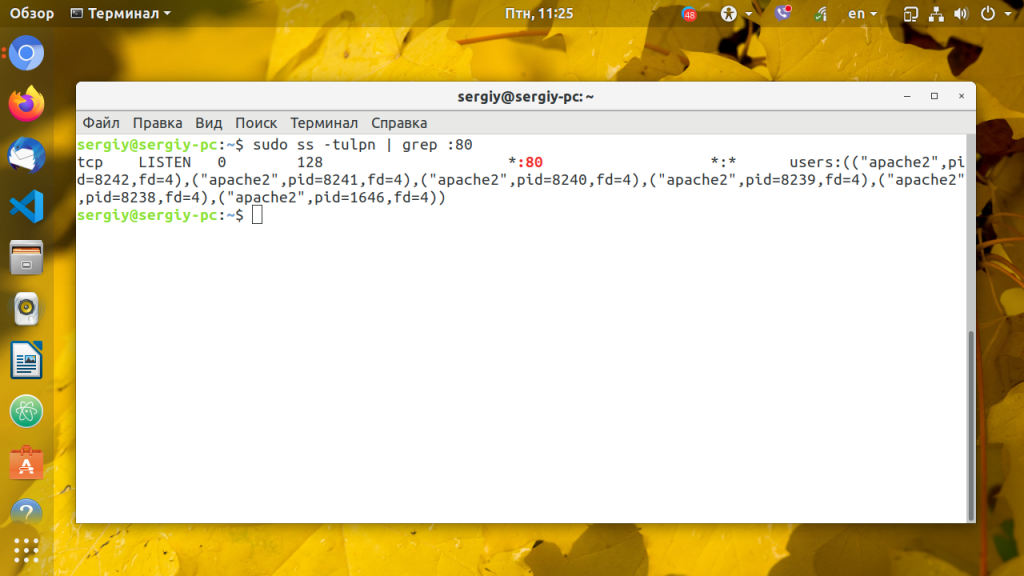 Обзор Терминал Птн, 11:25 48 en
sergiy@sergiy-pc: ~
Файл Правка Вид Поиск Терминал Справка
sergiy@sergiy-pc:~$ sudo ss -tulpn | grep :80
tcp LISTEN 0 128 *:80 *:* users:(("apache2",pi
d=8242,fd=4),("apache2",pid=8241,fd=4),("apache2",pid=8240,fd=4),("apache2",pid=8239,fd=4),("apache2"
,pid=8238,fd=4),("apache2",pid=1646,fd=4))
sergiy@sergiy-pc:~$